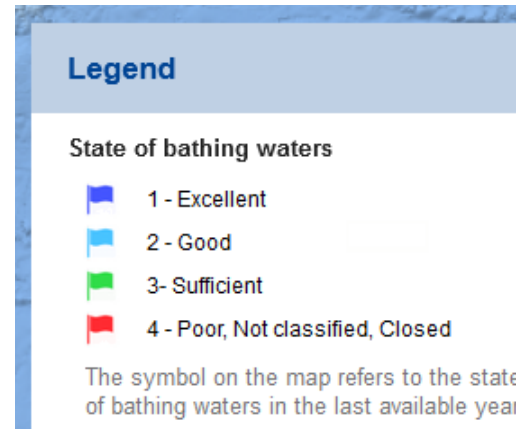 Legend
State of bathing waters
1 - Excellent
2 - Good
3- Sufficient
4 - Poor, Not classified, Closed
The symbol on the map refers to the state
of bathing waters in the last available year